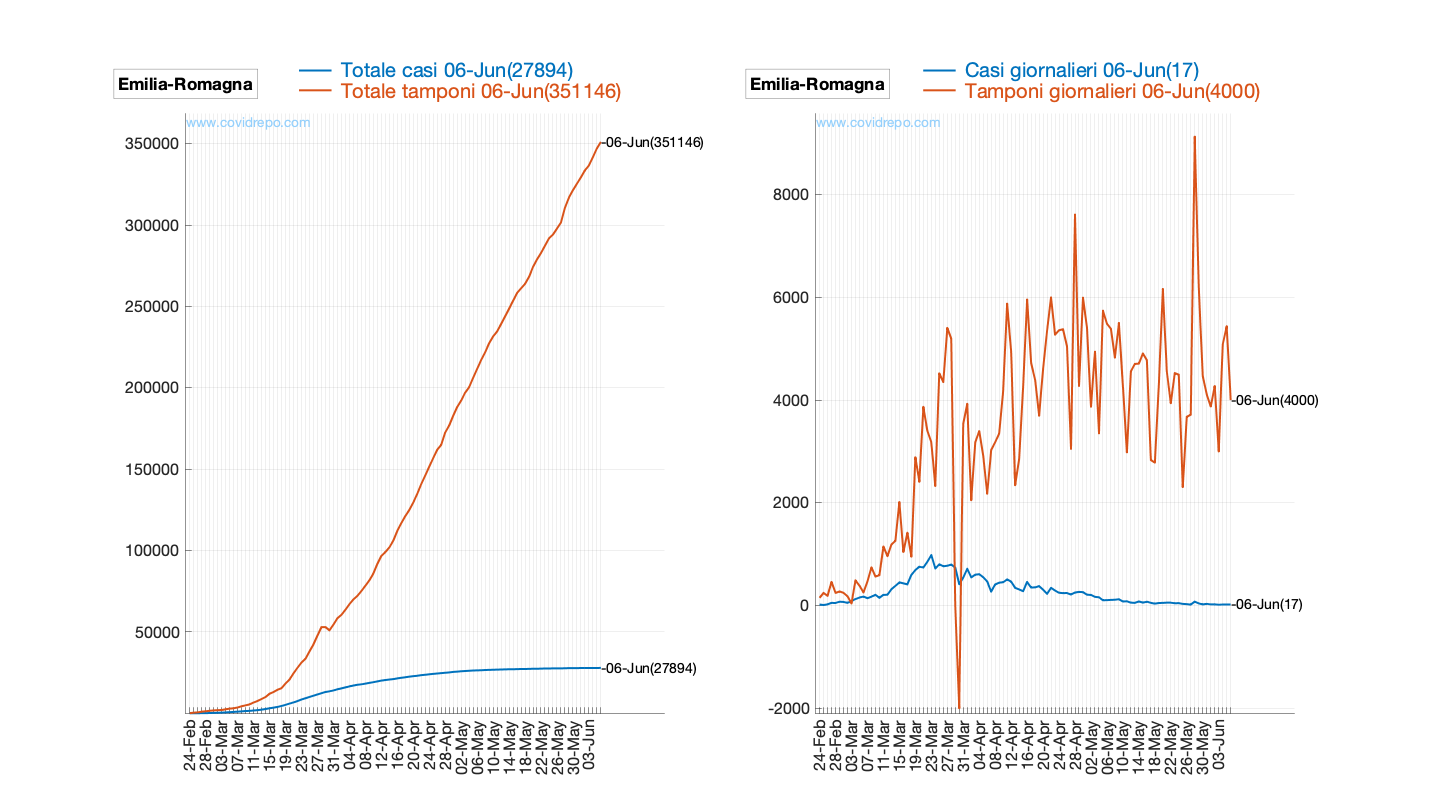 Emilia-Romagna
Totale casi 06-Jun(27894)
Totale tamponi 06-Jun(351146)
www.covidrepo.com
350000
300000
250000
200000
150000
100000
50000
-06-Jun(351146)
-06-Jun(27894)
24-Feb
28-Feb
03-Mar
07-Mar
11-Mar
15-Mar
19-Mar
23-Mar
27-Mar
31-Mar
04-Apr
08-Apr
12-Apr
16-Apr
20-Apr
24-Apr
28-Apr
02-May
06-May
10-May
14-May
18-May
22-May
26-May
30-May
03-Jun
Emilia-Romagna
Casi giornalieri 06-Jun(17)
Tamponi giornalieri 06-Jun(4000)
www.covidrepo.com
8000
6000
4000
2000
0
-2000
-06-Jun(4000)
-06-Jun(17)
24-Feb
28-Feb
03-Mar
07-Mar
11-Mar
15-Mar
19-Mar
23-Mar
27-Mar
31-Mar
04-Apr
08-Apr
12-Apr
16-Apr
20-Apr
24-Apr
28-Apr
02-May
06-May
10-May
14-May
18-May
22-May
26-May
30-May
03-Jun